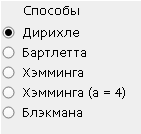 Способы
Дирихле
Бартлетта
Хэмминга
Хэмминга (a = 4)
Блэкмана